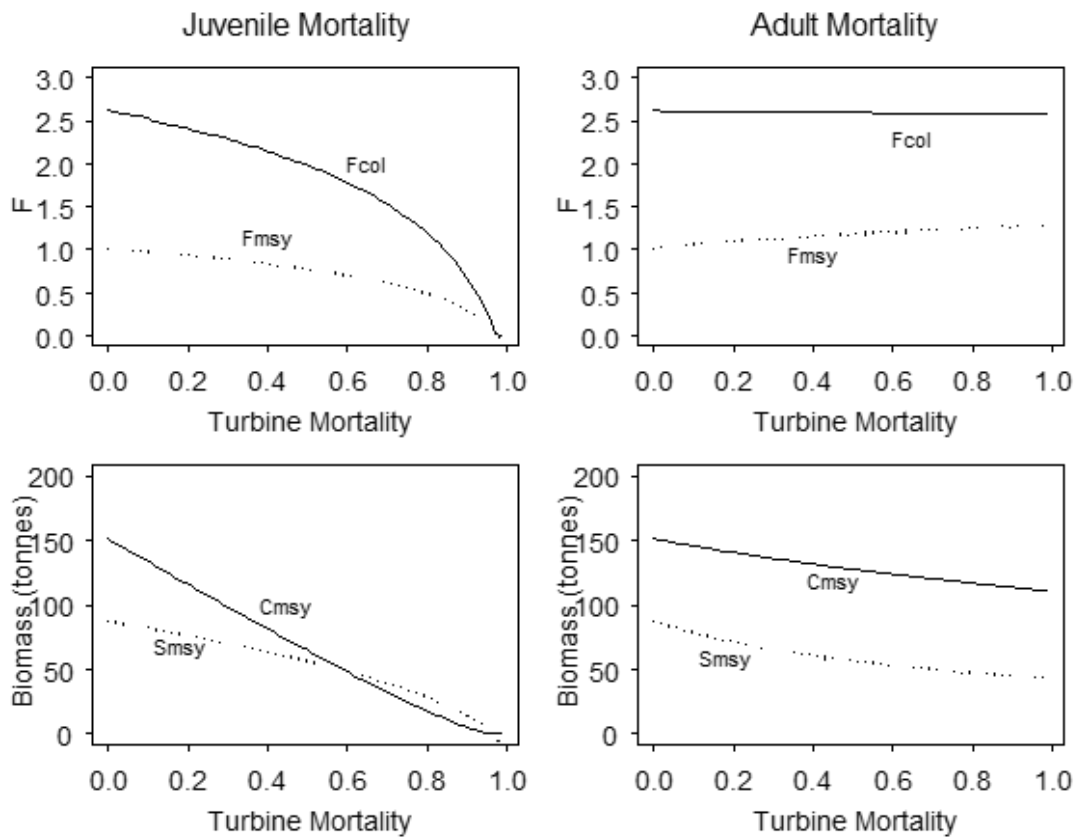 Juvenile Mortality
Adult Mortality
F
3.0
2.5
2.0
1.5
1.0
0.5
0.0
Fcol
Fmsy
0.0 0.2 0.4 0.6 0.8 1.0
Turbine Mortality
F
3.0
2.5
2.0
1.5
1.0
0.5
0.0
Fcol
Fmsy
0.0 0.2 0.4 0.6 0.8 1.0
Turbine Mortality
Biomass (tonnes)
200
150
100
50
0
Cmsy
Smsy
0.0 0.2 0.4 0.6 0.8 1.0
Turbine Mortality
Biomass (tonnes)
200
150
100
50
0
Cmsy
Smsy
0.0 0.2 0.4 0.6 0.8 1.0
Turbine Mortality